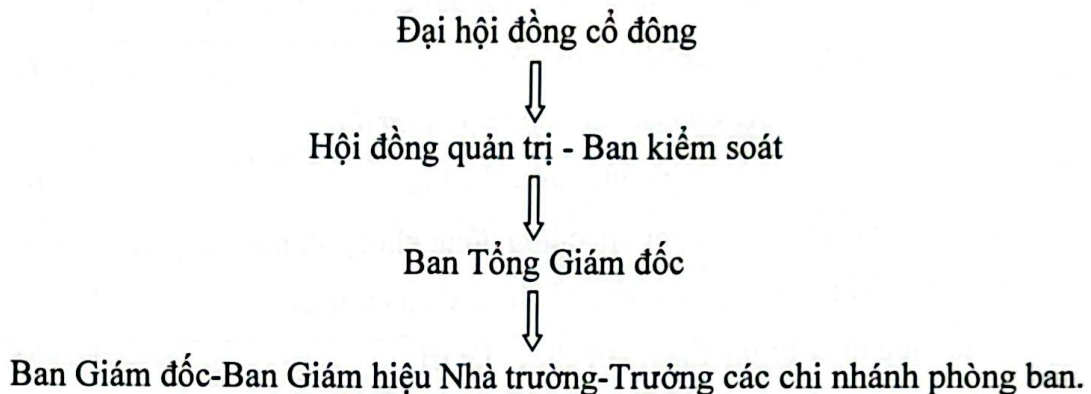 Đại hội đồng cổ đông
Hội đồng quản trị - Ban kiểm soát
Ban Tổng Giám đốc
Ban Giám đốc-Ban Giám hiệu Nhà trường-Trưởng các chi nhánh phòng ban.